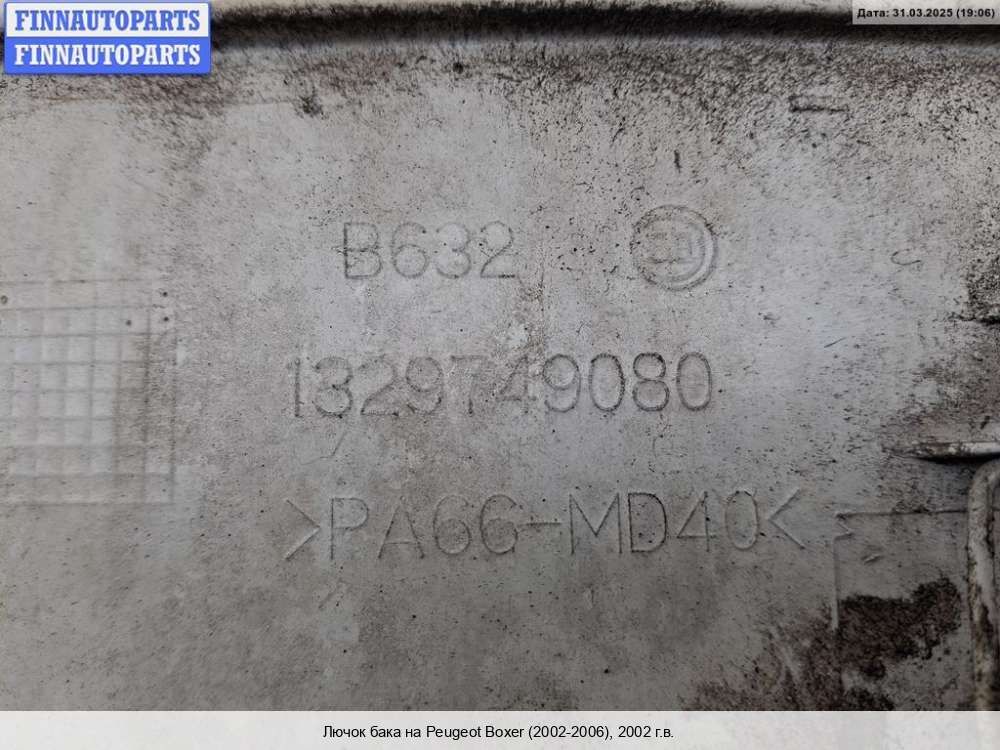 FINNAUTOPARTS
FINNAUTOPARTS
Дата: 31.03.2025 (19:06)
B632
1329749080
>PA66-MD40<
Лючок бака на Peugeot Boxer (2002-2006), 2002 г.в.